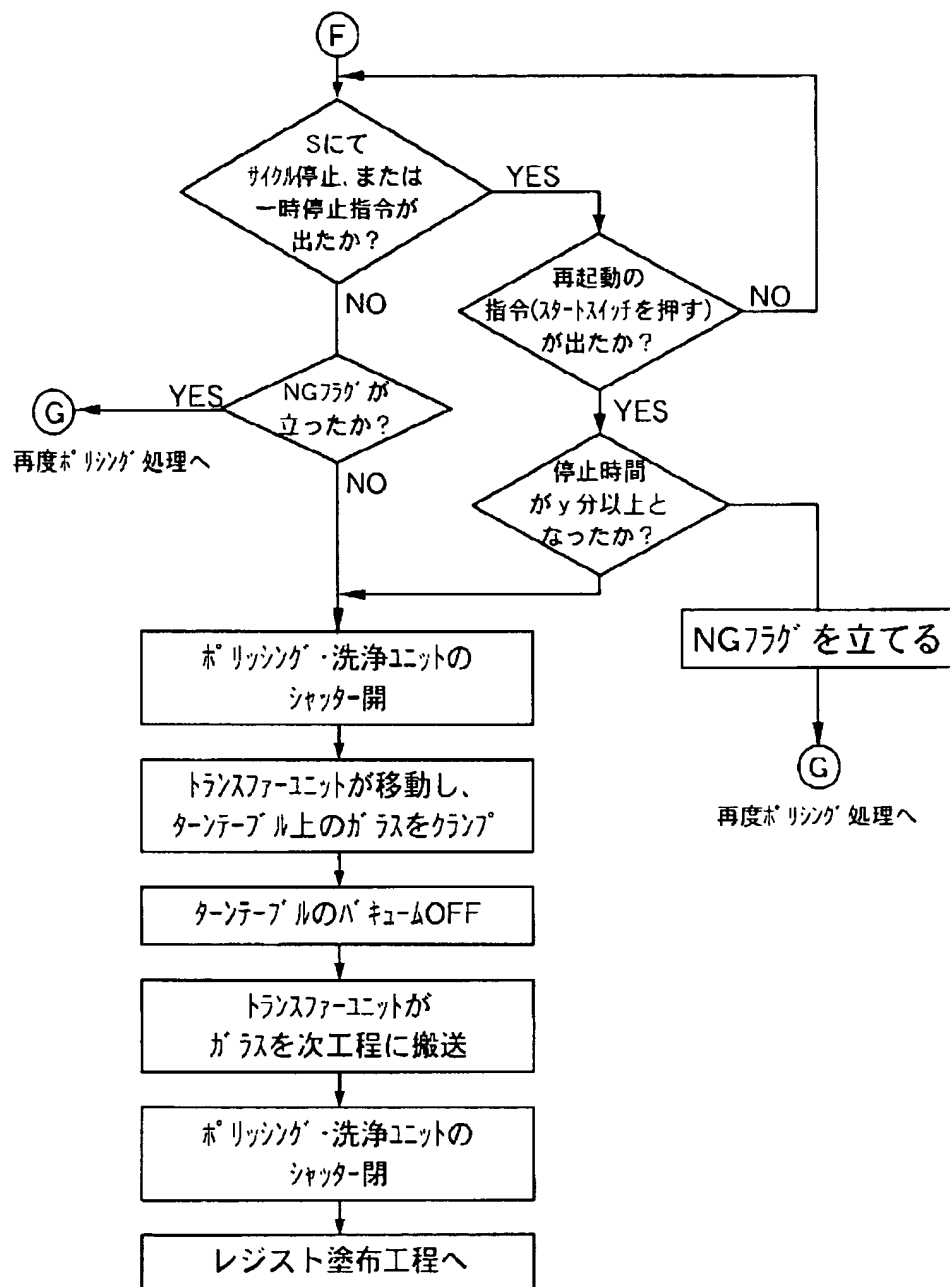 F
Sにて
サイクル停止、または
一時停止指令が
出たか？
YES
NO
再起動の
指令(スタートスイッチを押す)
が出たか？
NO
YES
NGフラグが
立ったか？
YES
G
再度ポリシング処理へ
NO
停止時間
がy分以上と
なったか？
NGフラグを立てる
G
再度ポリシング処理へ
ポリッシング・洗浄ユニットの
シャッター開
トランスファーユニットが移動し、
ターンテーブル上のガラスをクランプ
ターンテーブルのバキュームOFF
トランスファーユニットが
ガラスを次工程に搬送
ポリッシング・洗浄ユニットの
シャッター閉
レジスト塗布工程へ